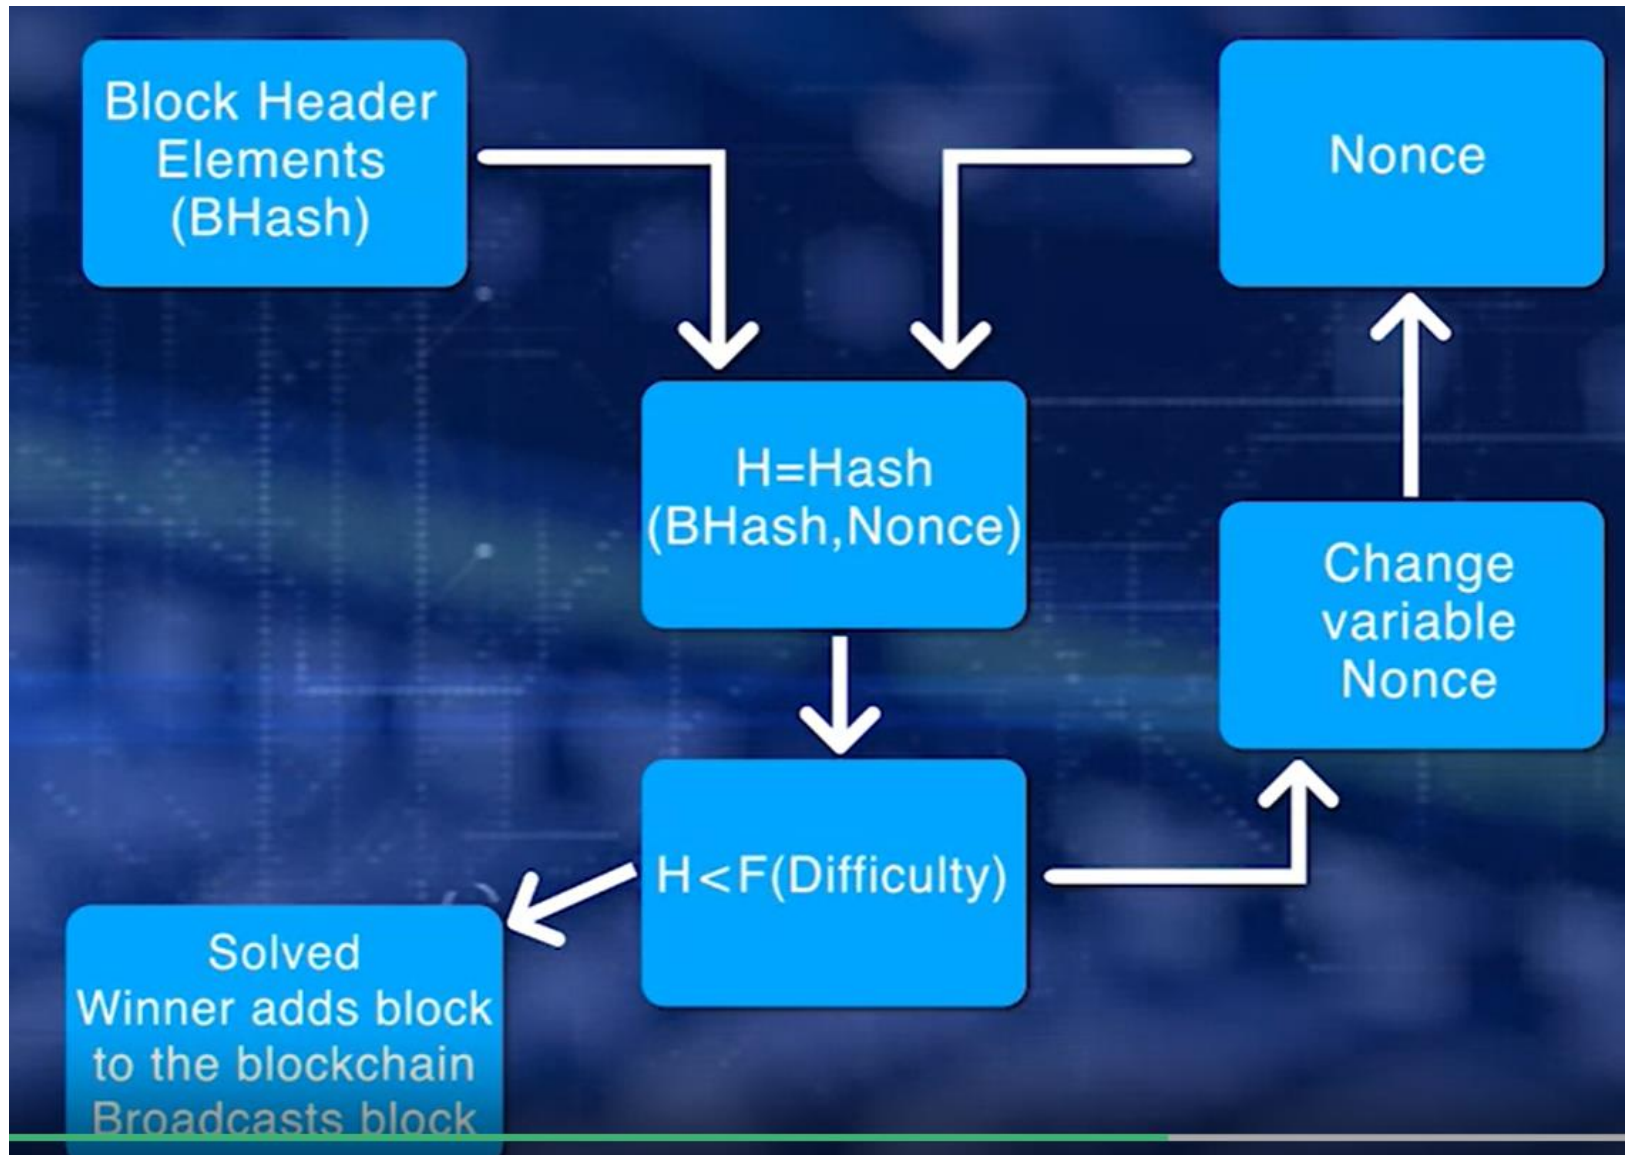 Block Header
Elements
(BHash)
Nonce
H=Hash
(BHash,Nonce)
Change
variable
Nonce
H<F(Difficulty)
Solved
Winner adds block
to the blockchain
Broadcasts block